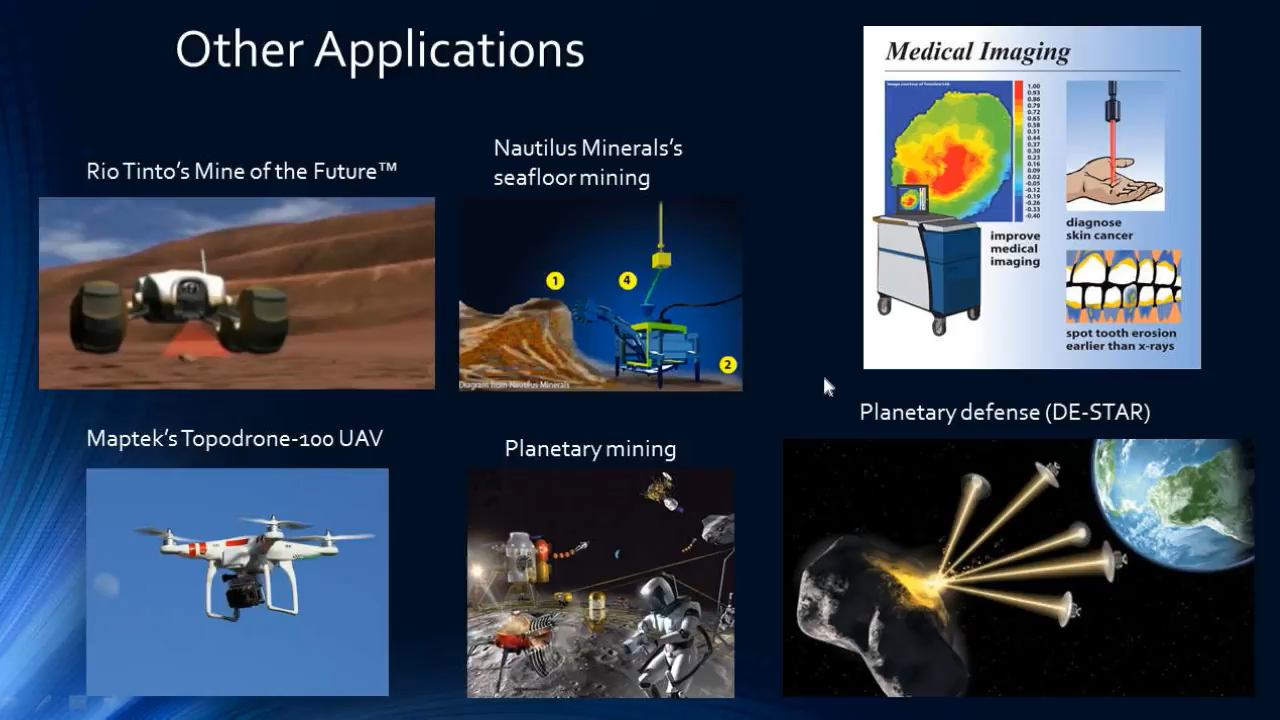 Other Applications
Medical Imaging
1.00
0.93
0.86
0.79
0.72
0.65
0.58
0.51
0.44
0.37
0.30
0.23
0.16
0.09
0.02
-0.05
-0.12
-0.19
-0.26
-0.33
-0.40
improve
medical
imaging
diagnose
skin cancer
spot tooth erosion
earlier than x-rays
Rio Tinto's Mine of the Future™
Nautilus Minerals's
seafloor mining
1
4
2
Diagram from Nautilus Minerals
Planetary defense (DE-STAR)
Maptek's Topodrone-100 UAV
Planetary mining